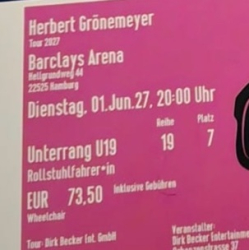 Herbert Grönemeyer
Tour 2027
Barclays Arena
Hellgrundweg 44
22525 Hamburg
Dienstag, 01.Jun.27, 20:00 Uhr
Reihe Platz
Unterrang U19 19 7
Rollstuhlfahrer*in
EUR 73,50 Inklusive Gebühren
Wheelchair
Veranstalter:
Tour: Dirk Becker Ent. GmbH
Dirk Becker Entertainme